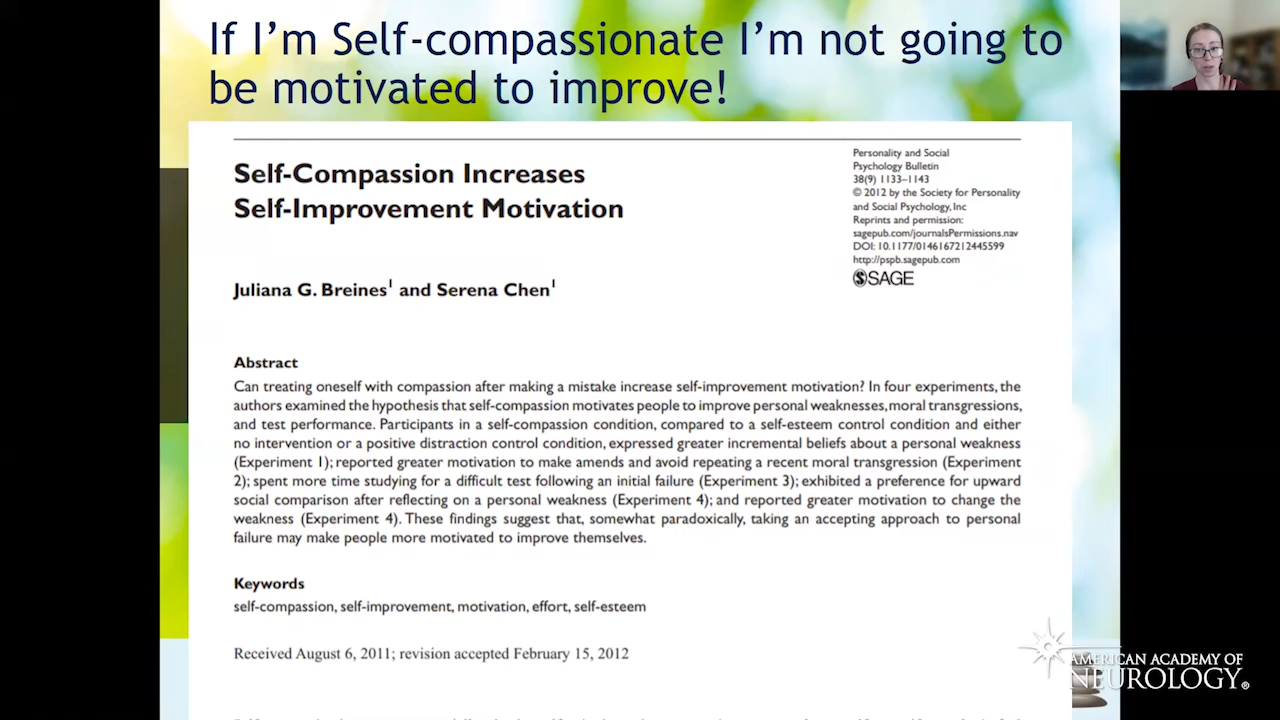 If I'm Self-compassionate I'm not going to
be motivated to improve!
Self-Compassion Increases
Self-Improvement Motivation
Personality and Social
Psychology Bulletin
38(9) 1133–1143
© 2012 by the Society for Personality
and Social Psychology, Inc
Reprints and permission:
sagepub.com/journalsPermissions.nav
DOI: 10.1177/0146167212445599
http://pspb.sagepub.com
SAGE
Juliana G. Breines1 and Serena Chen1
Abstract
Can treating oneself with compassion after making a mistake increase self-improvement motivation? In four experiments, the
authors examined the hypothesis that self-compassion motivates people to improve personal weaknesses, moral transgressions,
and test performance. Participants in a self-compassion condition, compared to a self-esteem control condition and either
no intervention or a positive distraction control condition, expressed greater incremental beliefs about a personal weakness
(Experiment 1); reported greater motivation to make amends and avoid repeating a recent moral transgression (Experiment
2); spent more time studying for a difficult test following an initial failure (Experiment 3); exhibited a preference for upward
social comparison after reflecting on a personal weakness (Experiment 4); and reported greater motivation to change the
weakness (Experiment 4). These findings suggest that, somewhat paradoxically, taking an accepting approach to personal
failure may make people more motivated to improve themselves.
Keywords
self-compassion, self-improvement, motivation, effort, self-esteem
Received August 6, 2011; revision accepted February 15, 2012
AMERICAN ACADEMY OF
NEUROLOGY®